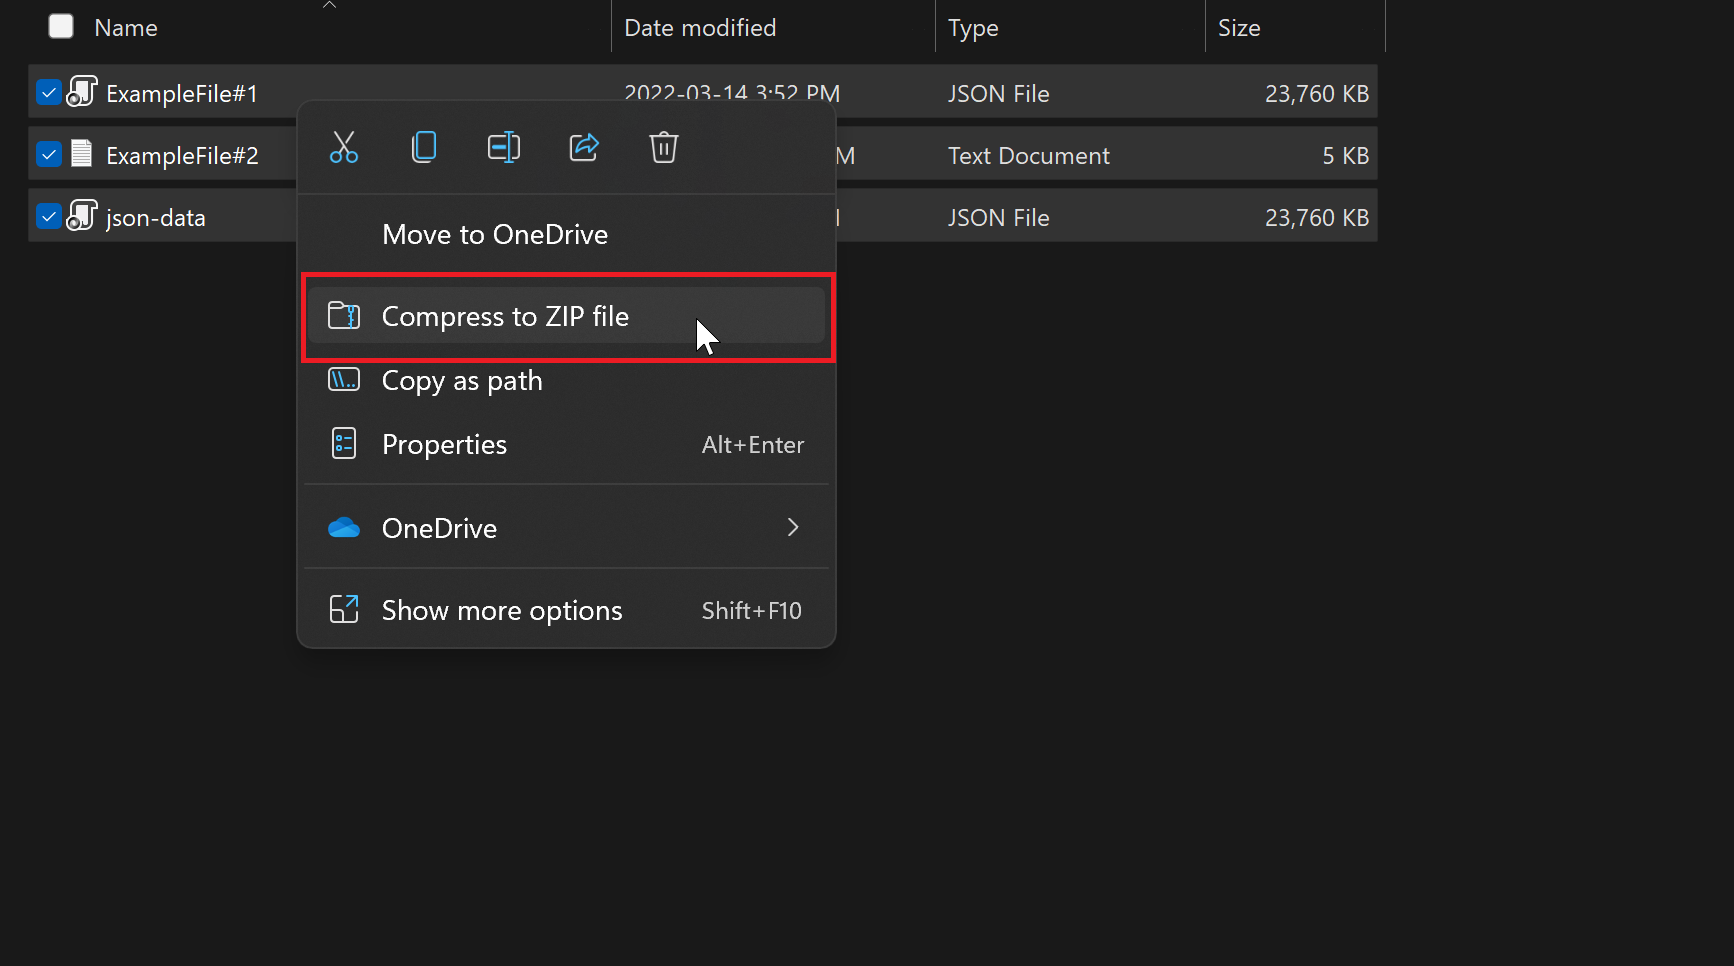 Name Date modified Type Size
ExampleFile#1 2022-03-14 3:52 PM JSON File 23,760 KB
ExampleFile#2 M Text Document 5 KB
json-data JSON File 23,760 KB
Move to OneDrive
Compress to ZIP file
Copy as path
Properties Alt+Enter
OneDrive
Show more options Shift+F10